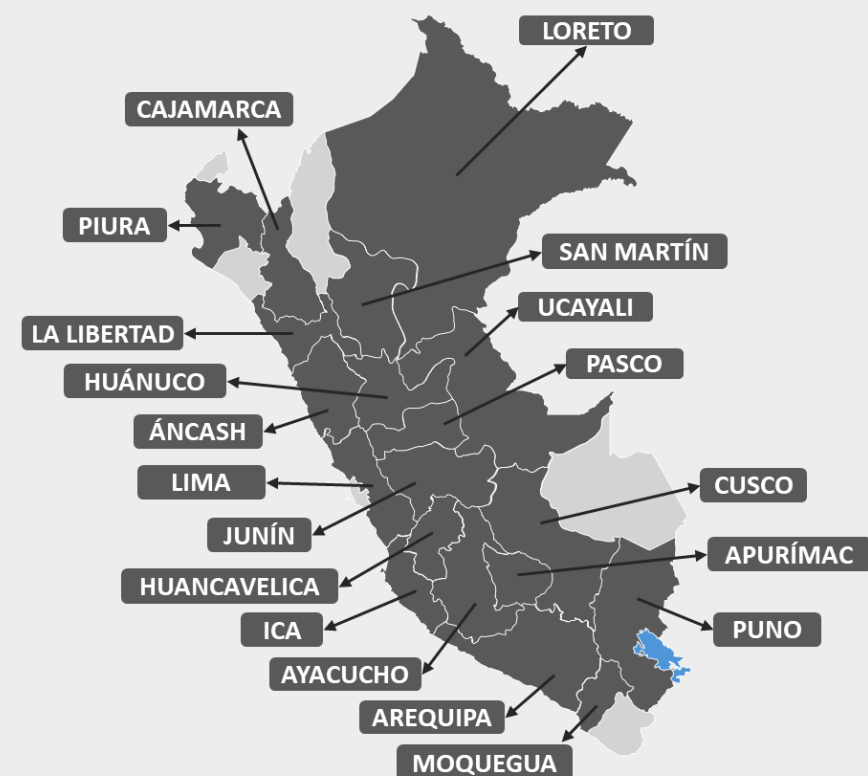 LORETO
CAJAMARCA
PIURA
SAN MARTÍN
UCAYALI
LA LIBERTAD
PASCO
HUÁNUCO
ÁNCASH
LIMA
CUSCO
JUNÍN
APURÍMAC
HUANCAVELICA
ICA
PUNO
AYACUCHO
AREQUIPA
MOQUEGUA